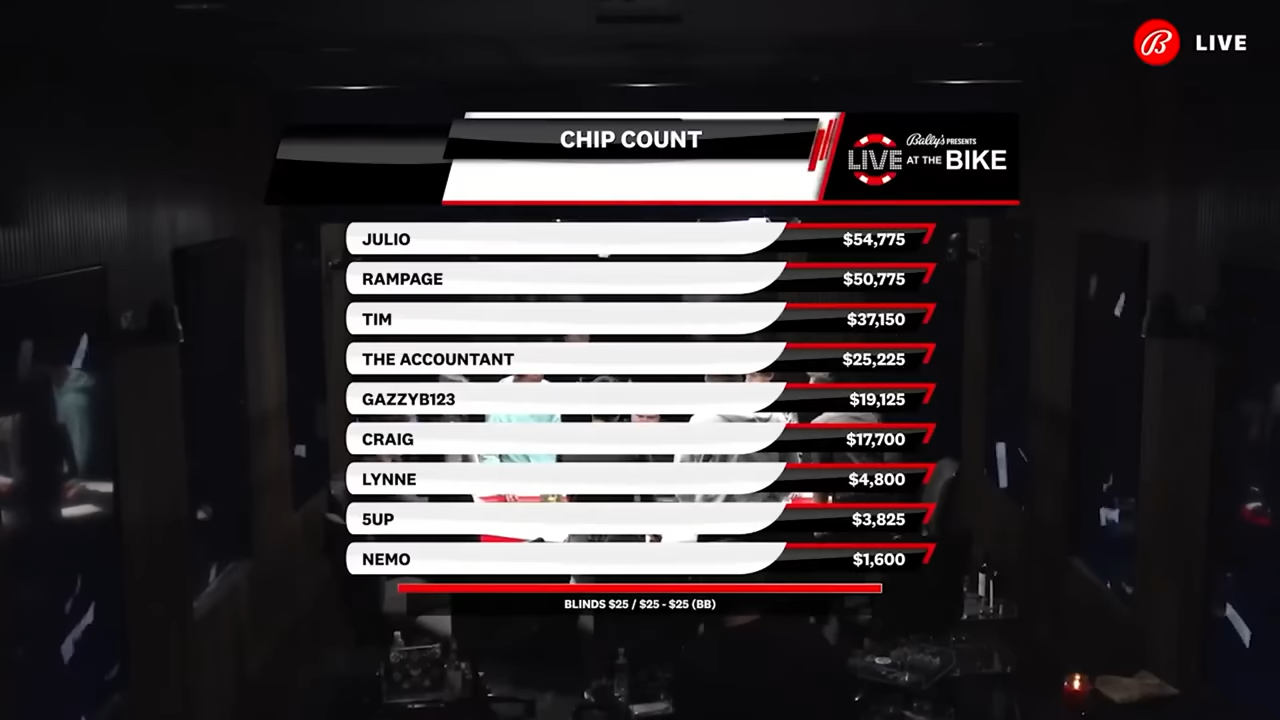 B LIVE
CHIP COUNT
Bally's PRESENTS
LIVE AT THE BIKE
JULIO $54,775
RAMPAGE $50,775
TIM $37,150
THE ACCOUNTANT $25,225
GAZZYB123 $19,125
CRAIG $17,700
LYNNE $4,800
5UP $3,825
NEMO $1,600
BLINDS $25 / $25 - $25 (BB)